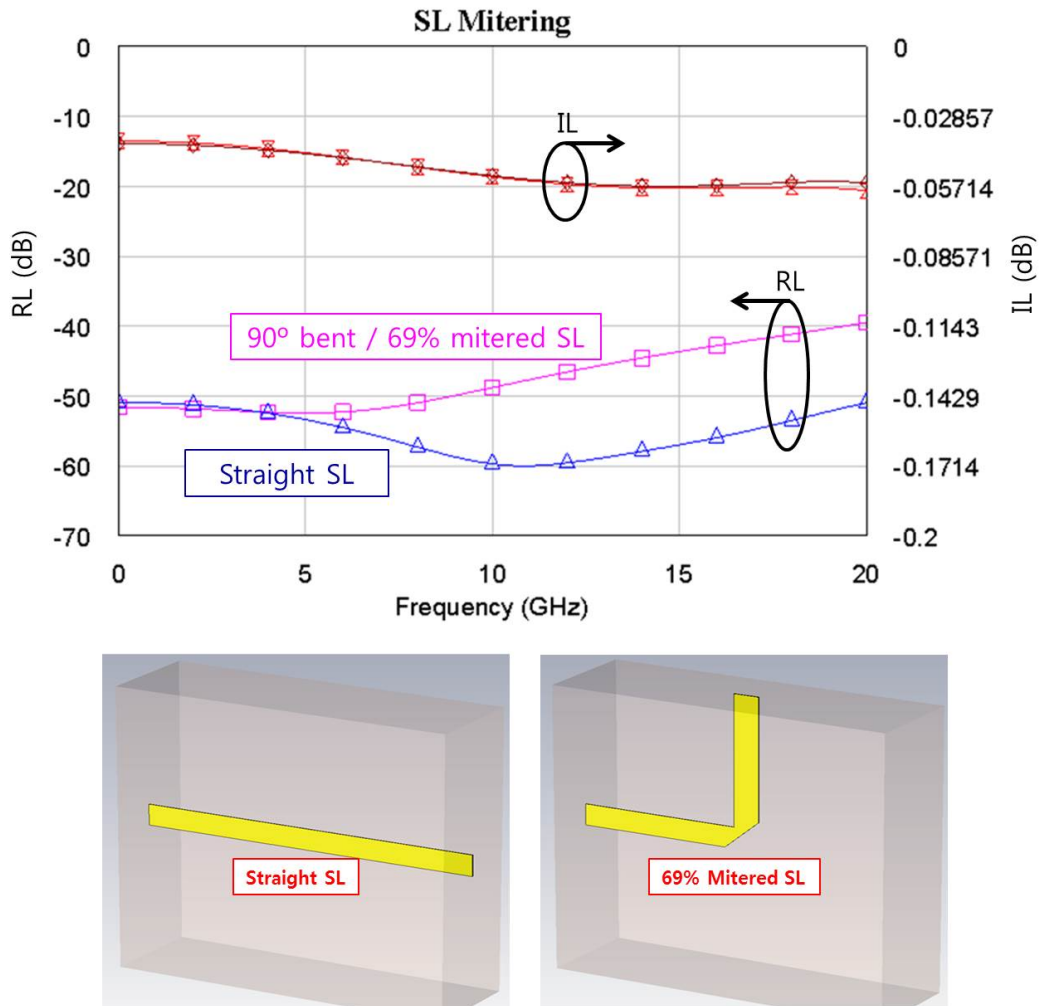 SL Mitering
0
-10
-20
-30
-40
-50
-60
-70
RL (dB)
0
-0.02857
-0.05714
-0.08571
-0.1143
-0.1429
-0.1714
-0.2
IL (dB)
IL
RL
90º bent / 69% mitered SL
Straight SL
0
5
10
15
20
Frequency (GHz)
Straight SL
69% Mitered SL